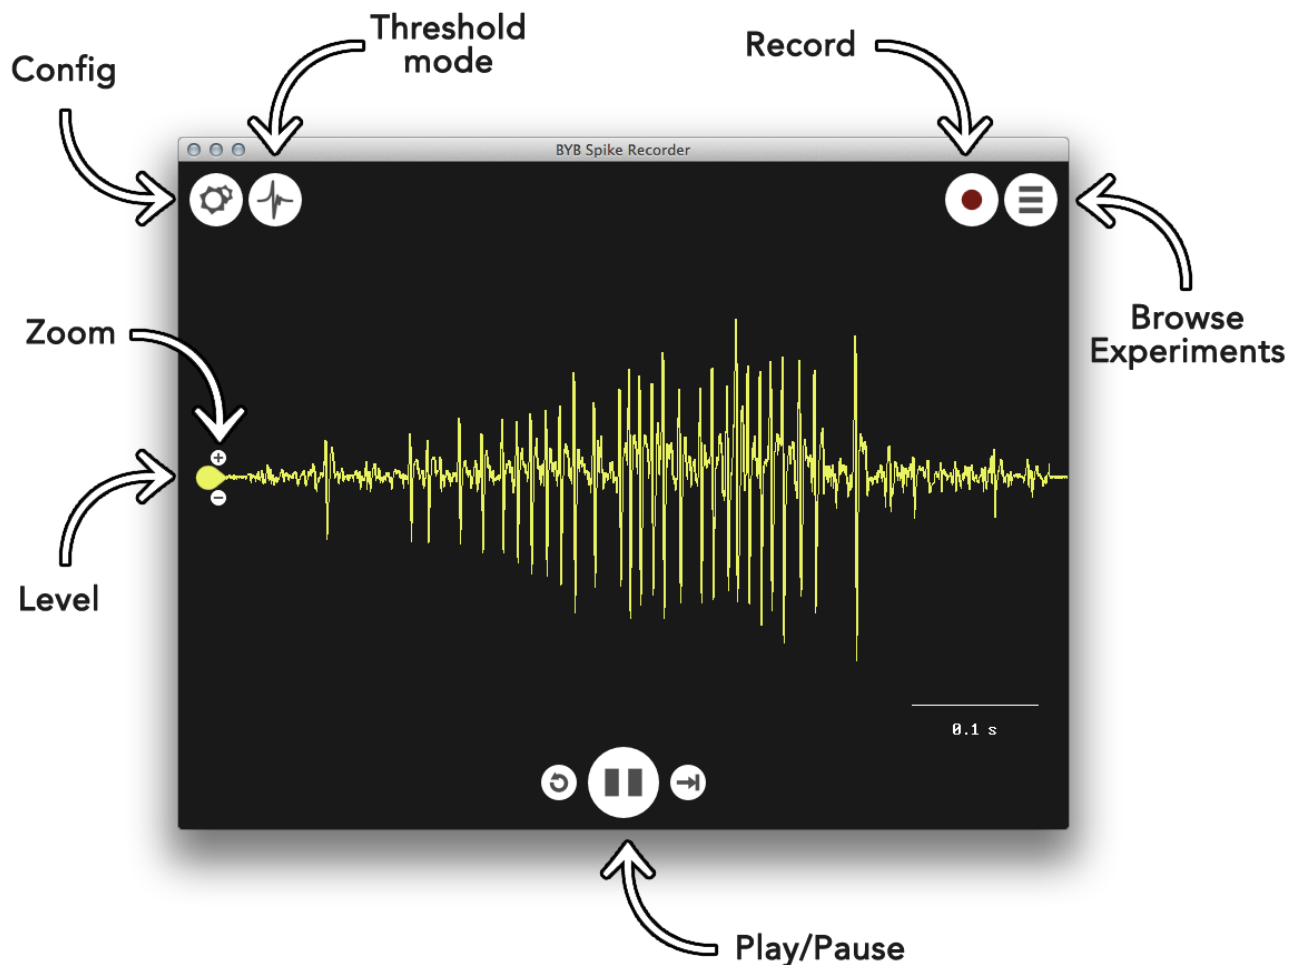 Threshold
mode
Record
Config
BYB Spike Recorder
Zoom
Browse
Experiments
Level
0.1 s
Play/Pause